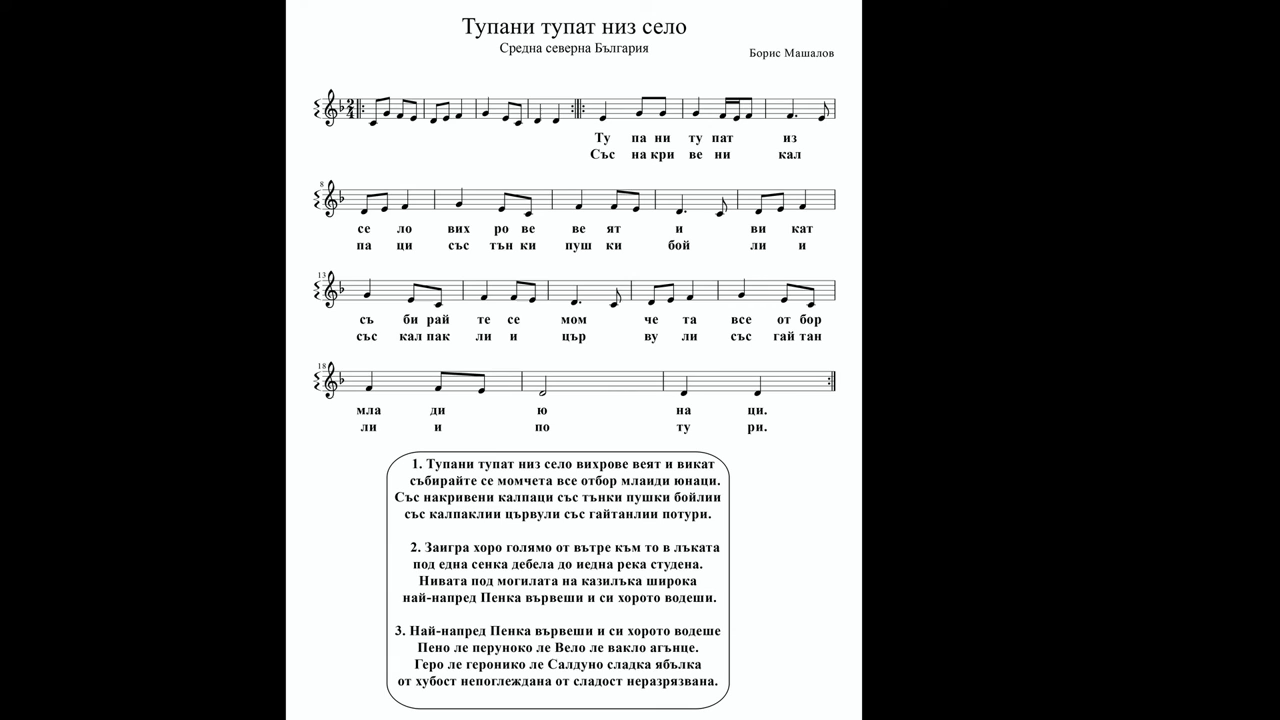 Тупани тупат низ село
Средна северна България
Борис Машалов
2
4
Ту па ни ту пат из
Със на кри ве ни кал
8
се ло вих ро ве ве ят и ви кат
па ци със тън ки пуш ки бой ли и
13
съ би рай те се мом че та все от бор
със кал пак ли и цър ву ли със гай тан
18
мла ди ю на ци.
ли и по ту ри.
1. Тупани тупат низ село вихрове веят и викат
събирайте се момчета все отбор млаиди юнаци.
Със накривени калпаци със тънки пушки бойлии
със калпаклии цървули със гайтанлии потури.
2. Заигра хоро голямо от вътре към то в лъката
под една сенка дебела до иедна река студена.
Нивата под могилата на казилъка широка
най-напред Пенка вървеши и си хорото водеши.
3. Най-напред Пенка вървеши и си хорото водеше
Пено ле перуноко ле Вело ле вакло агънце.
Геро ле геронико ле Салдуно сладка ябълка
от хубост непоглеждана от сладост неразрязвана.